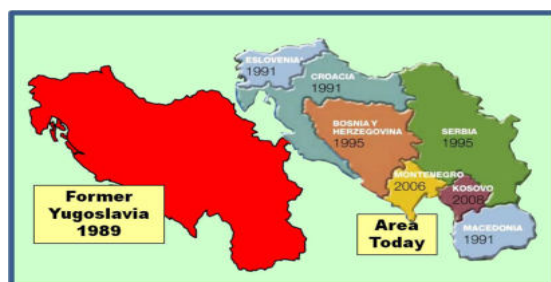 ESLOVENIA
1991
CROACIA
1991
BOSNIA Y
HERZEGOVINA
1995
SERBIA
1995
MONTENEGRO
2006
KOSOVO
2008
MACEDONIA
1991
Former
Yugoslavia
1989
Area
Today